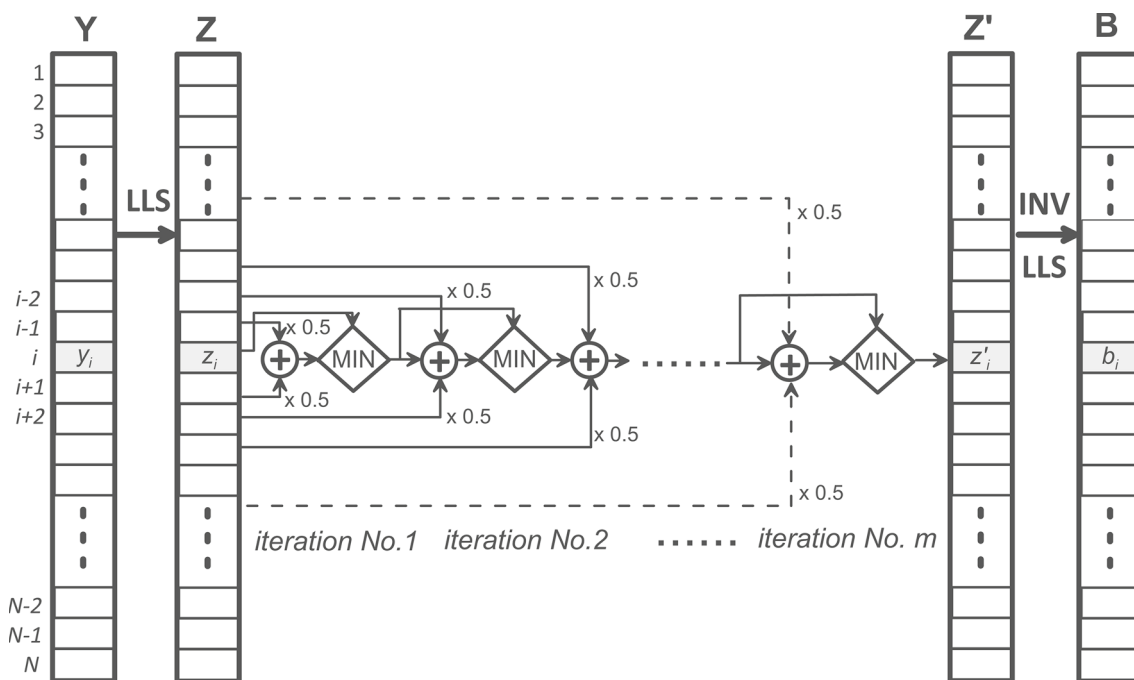 Y
Z
Z'
B
1
2
3
LLS
x 0.5
INV
LLS
x 0.5
x 0.5
i-2
i-1
x 0.5
i
y_i
z_i
+
MIN
+
MIN
+
.......
+
MIN
z'_i
b_i
i+1
x 0.5
i+2
x 0.5
x 0.5
x 0.5
iteration No.1
iteration No.2
.......
iteration No. m
N-2
N-1
N